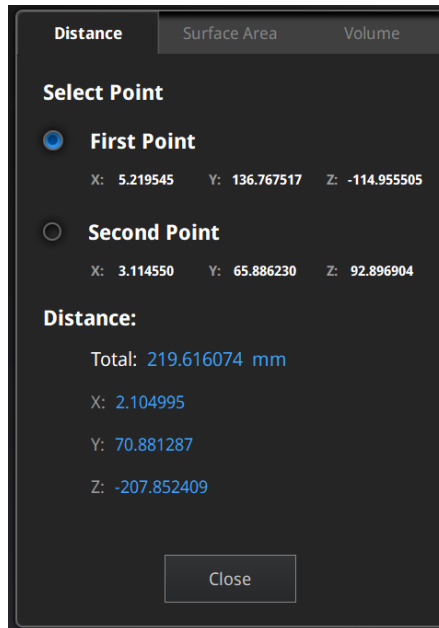 Distance Surface Area Volume
Select Point
First Point
X: 5.219545 Y: 136.767517 Z: -114.955505
Second Point
X: 3.114550 Y: 65.886230 Z: 92.896904
Distance:
Total: 219.616074 mm
X: 2.104995
Y: 70.881287
Z: -207.852409
Close